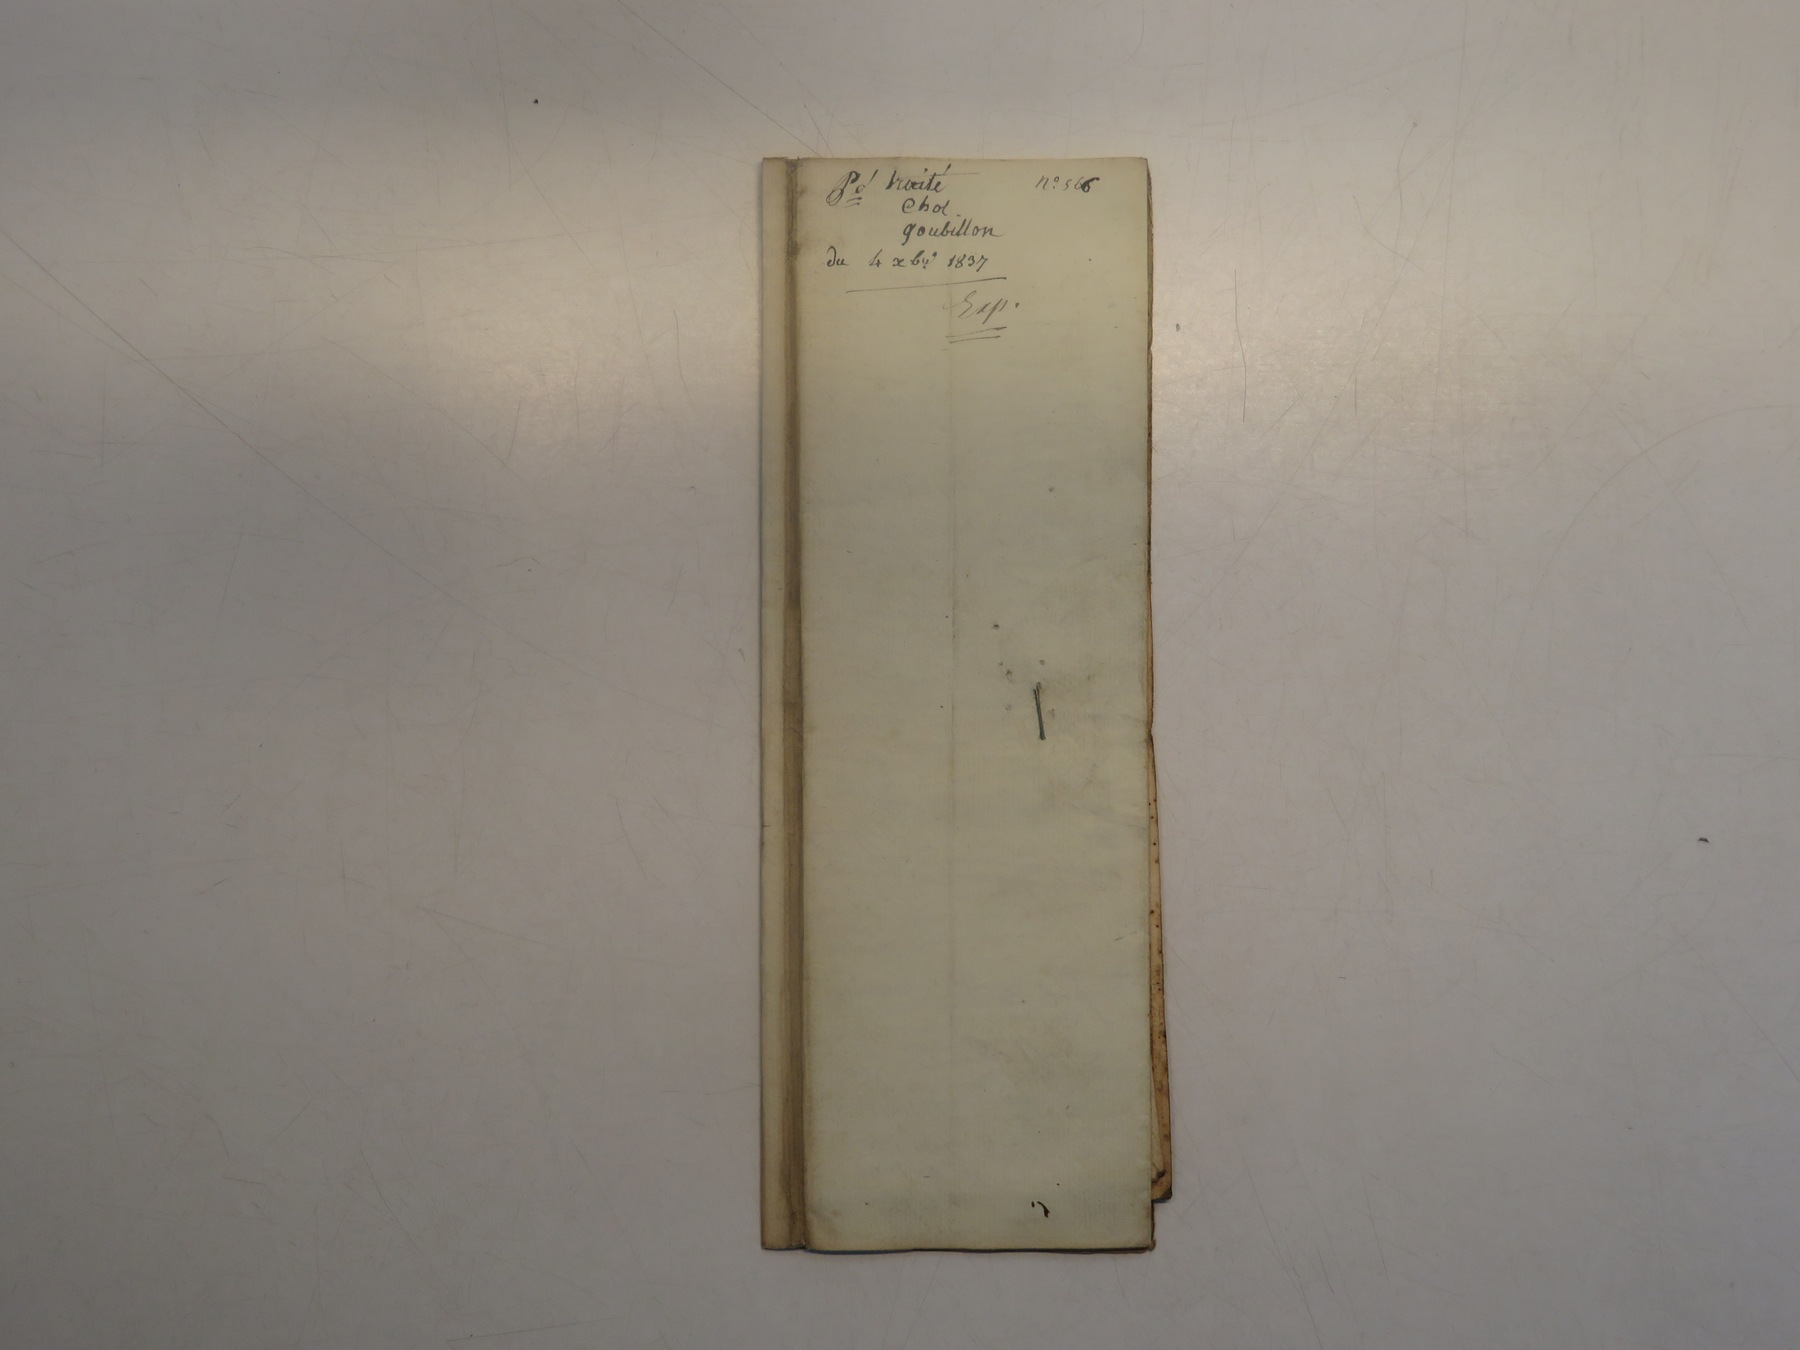 Pd traité n° 566
Chol
goubillon
du 4 xbre 1837
Exp.